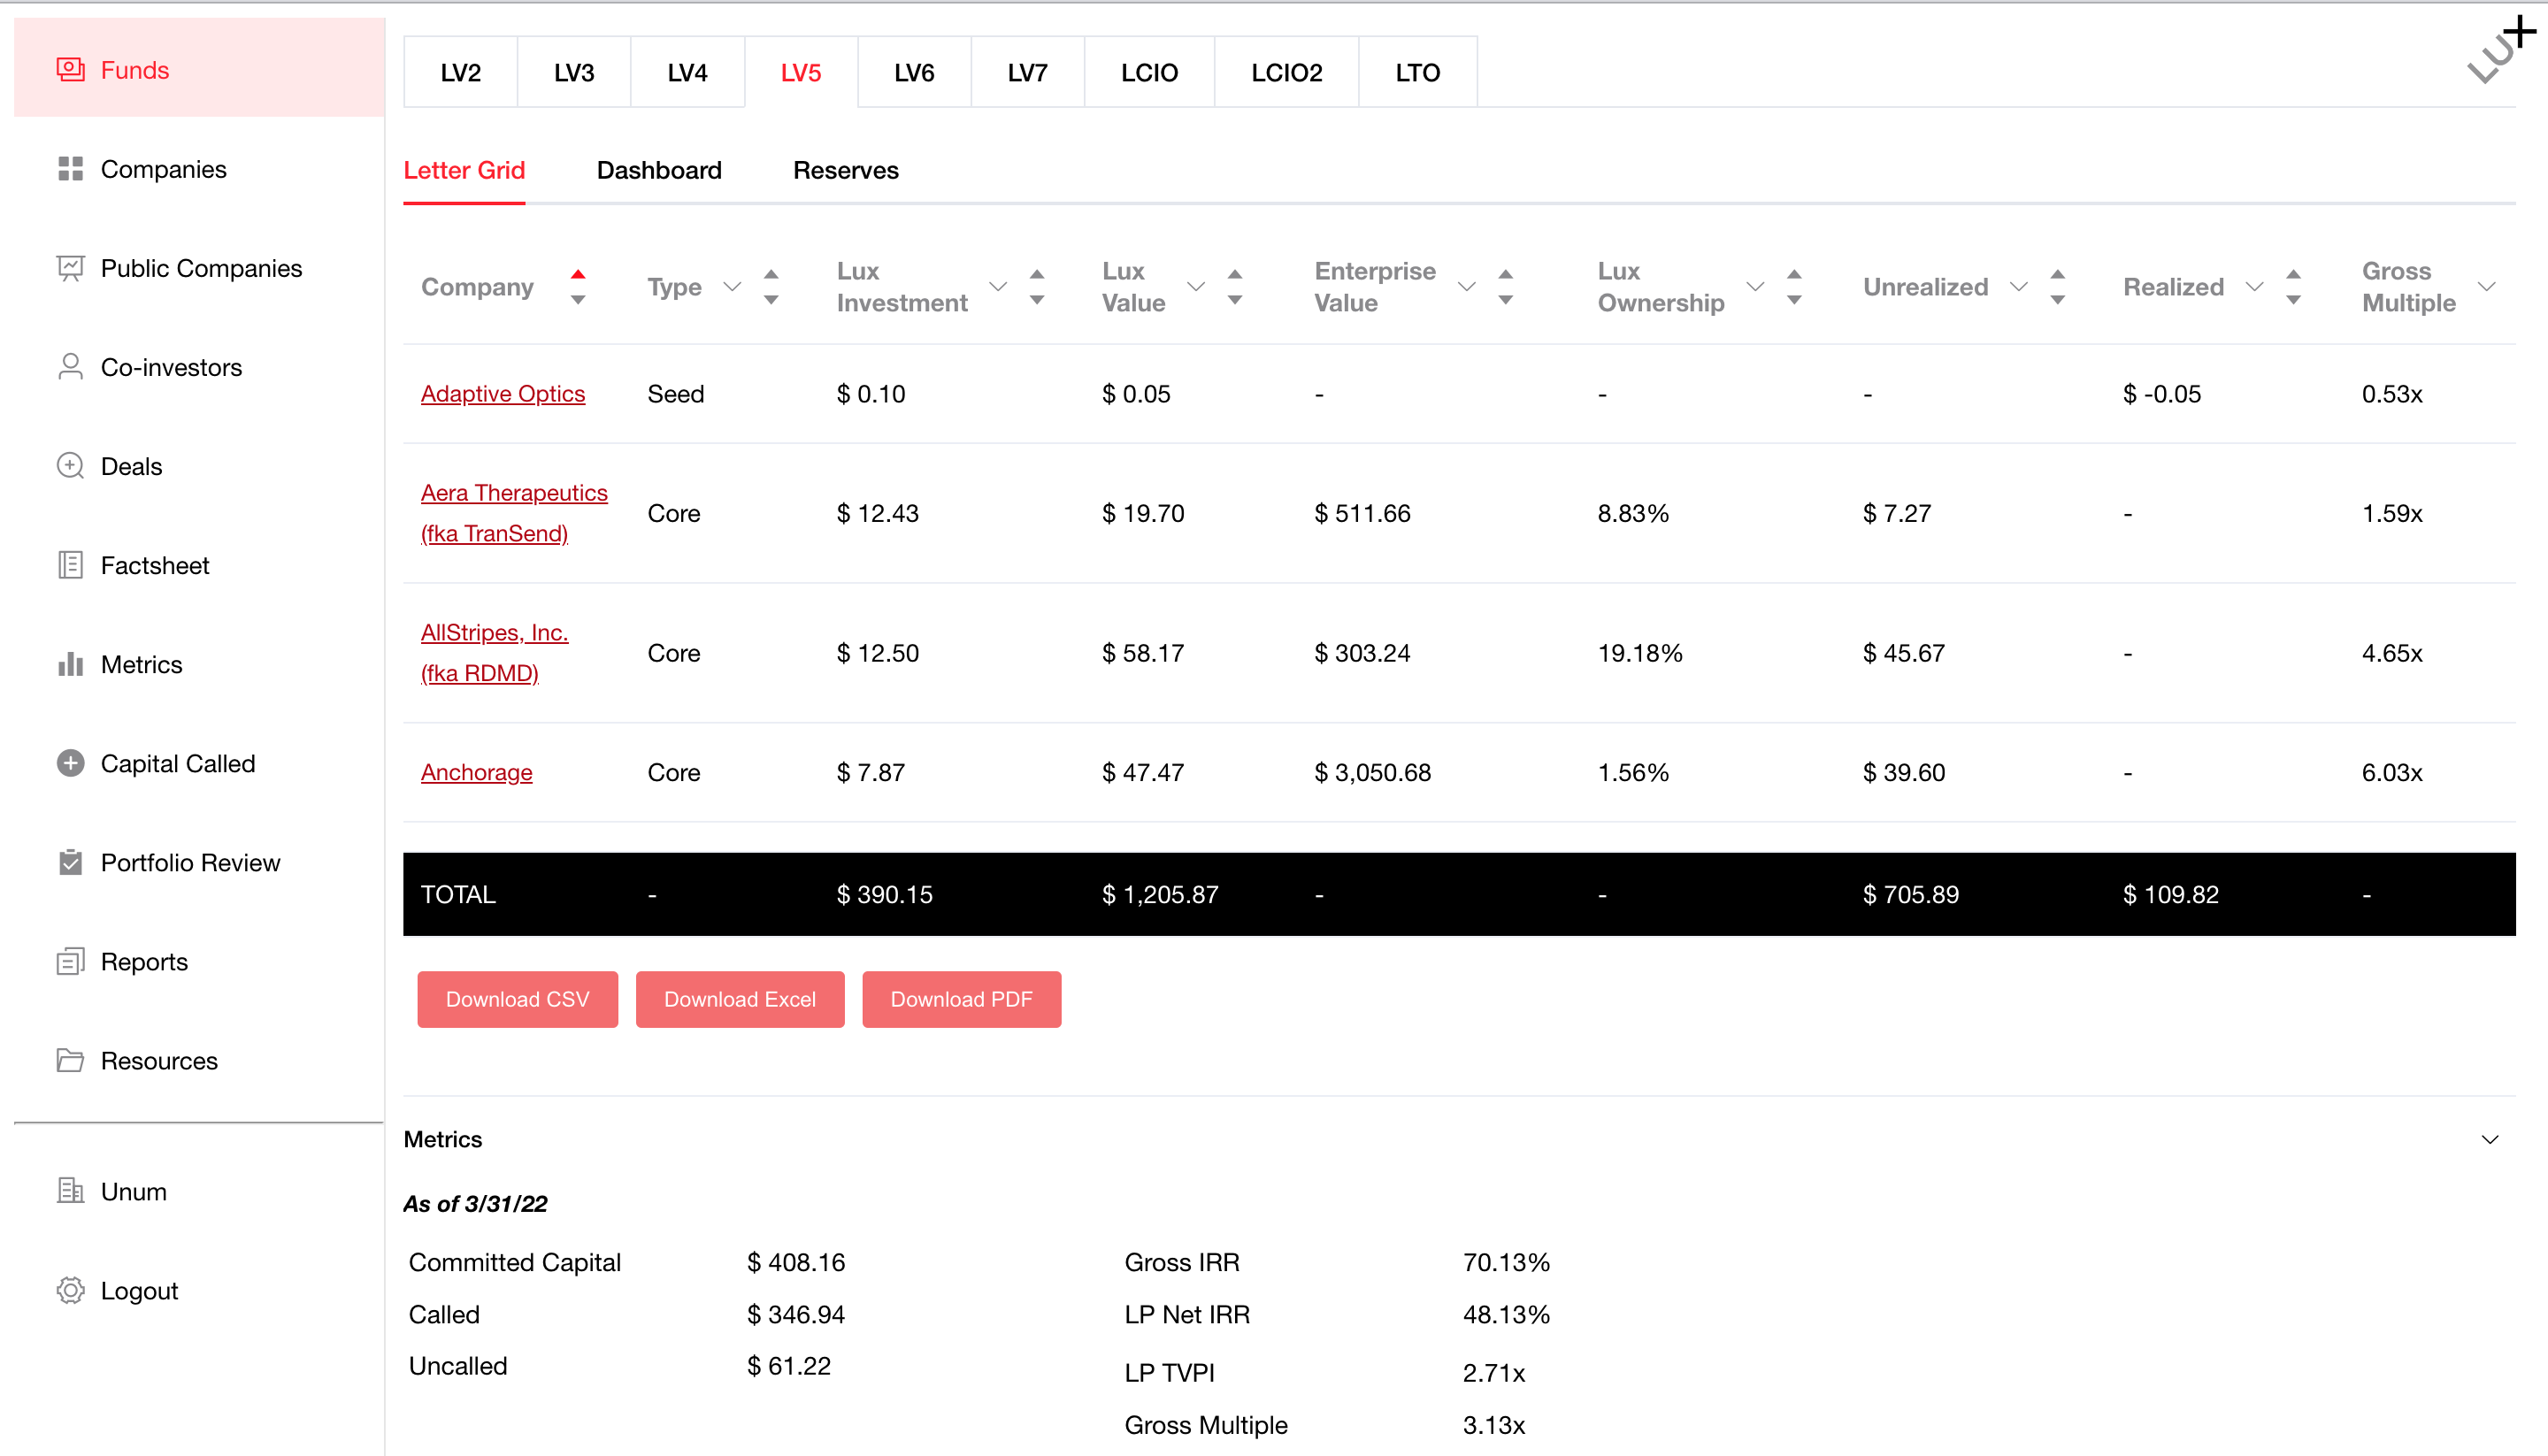 Funds
Companies
Public Companies
Co-investors
Deals
Factsheet
Metrics
Capital Called
Portfolio Review
Reports
Resources
Unum
Logout
LV2 LV3 LV4 LV5 LV6 LV7 LCIO LCIO2 LTO
LU
Letter Grid Dashboard Reserves
Company Type Lux Investment Lux Value Enterprise Value Lux Ownership Unrealized Realized Gross Multiple
Adaptive Optics Seed $ 0.10 $ 0.05 - - - $ -0.05 0.53x
Aera Therapeutics (fka TranSend) Core $ 12.43 $ 19.70 $ 511.66 8.83% $ 7.27 - 1.59x
AllStripes, Inc. (fka RDMD) Core $ 12.50 $ 58.17 $ 303.24 19.18% $ 45.67 - 4.65x
Anchorage Core $ 7.87 $ 47.47 $ 3,050.68 1.56% $ 39.60 - 6.03x
TOTAL - $ 390.15 $ 1,205.87 - - $ 705.89 $ 109.82 -
Download CSV Download Excel Download PDF
Metrics
As of 3/31/22
Committed Capital $ 408.16 Gross IRR 70.13%
Called $ 346.94 LP Net IRR 48.13%
Uncalled $ 61.22 LP TVPI 2.71x
Gross Multiple 3.13x